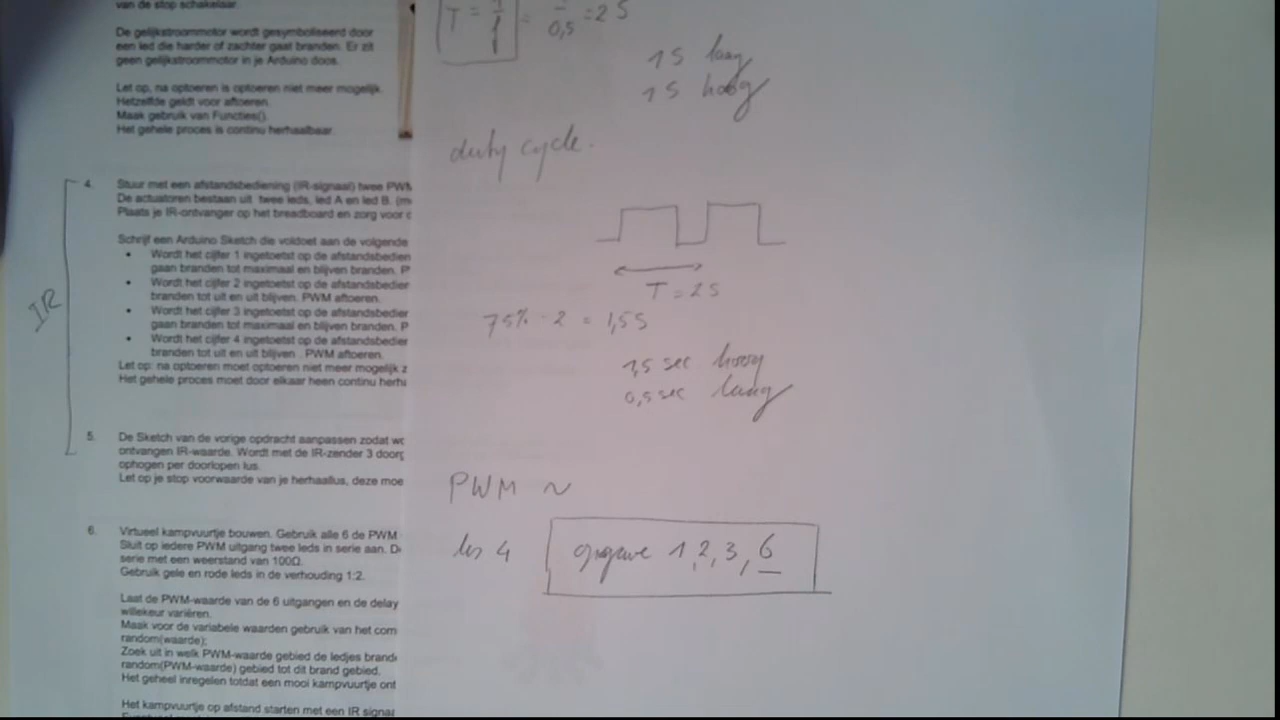 van de stop schakelaar.
De gelijkstroommotor wordt gesymboliseerd door
een led die harder of zachter gaat branden. Er zit
geen gelijkstroommotor in je Arduino doos.
Let op, na optoeren is optoeren niet meer mogelijk.
Hetzelfde geldt voor aftoeren.
Maak gebruik van Functies().
Het gehele proces is continu herhaalbaar.
4. Stuur met een afstandsbediening (IR-signaal) twee PWM
De actuatoren bestaan uit twee leds, led A en led B. (m
Plaats je IR-ontvanger op het breadboard en zorg voor
Schrijf een Arduino Sketch die voldoet aan de volgende
• Wordt het cijfer 1 ingetoetst op de afstandsbedien
gaan branden tot maximaal en blijven branden. P
• Wordt het cijfer 2 ingetoetst op de afstandsbedier
branden tot uit en uit blijven. PWM aftoeren.
• Wordt het cijfer 3 ingetoetst op de afstandsbedier
gaan branden tot maximaal en blijven branden. P
• Wordt het cijfer 4 ingetoetst op de afstandsbedier
branden tot uit en uit blijven . PWM aftoeren.
Let op: na optoeren moet optoeren niet meer mogelijk z
Het gehele proces moet door elkaar heen continu herha
IR
5. De Sketch van de vorige opdracht aanpassen zodat
ontvangen IR-waarde. Wordt met de IR-zender 3 doorg
ophogen per doorlopen lus.
Let op je stop voorwaarde van je herhaallus, deze moe
6. Virtueel kampvuurtje bouwen. Gebruik alle 6 de PWM
Sluit op iedere PWM uitgang twee leds in serie aan. D
serie met een weerstand van 100Ω.
Gebruik gele en rode leds in de verhouding 1:2.
Laat de PWM-waarde van de 6 uitgangen en de delay
willekeur variëren.
Maak voor de variabele waarden gebruik van het com
random(waarde);
Zoek uit in welk PWM-waarde gebied de ledjes brand
random(PWM-waarde) gebied tot dit brand gebied.
Het geheel inregelen totdat een mooi kampvuurtje ont
Het kampvuurtje op afstand starten met een IR signa
T = 1/f = 0,5 = 2 S
1 S laag
1 S hoog
duty cycle.
T = 2 S
75% · 2 = 1,5 S
1,5 sec hoog
0,5 sec laag
PWM ~
les 4 opgave 1, 2, 3, 6